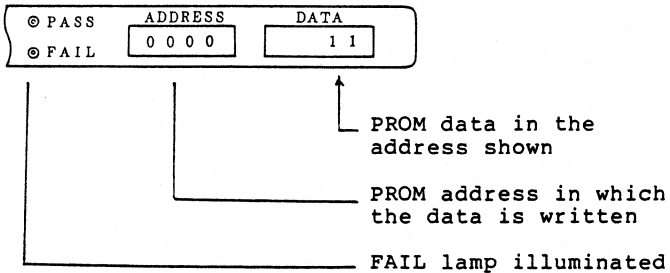 PASS ADDRESS DATA
FAIL 0000 11
PROM data in the
address shown
PROM address in which
the data is written
FAIL lamp illuminated